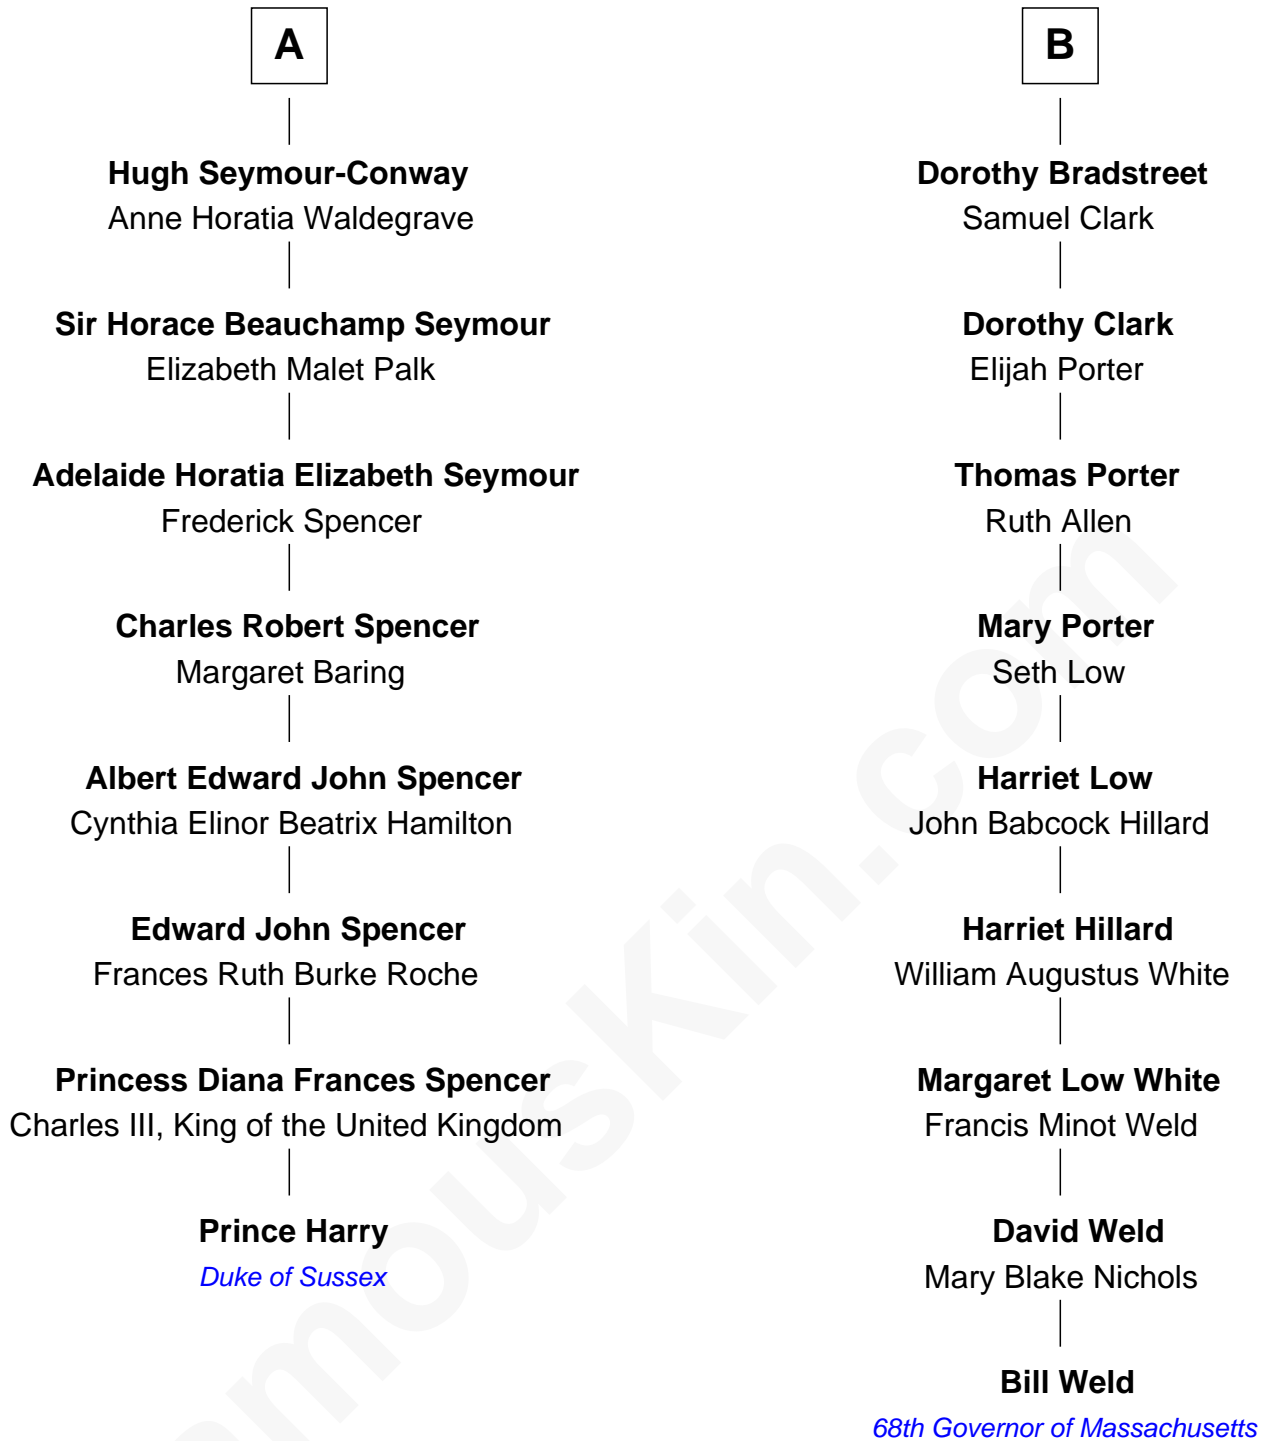 A
Hugh Seymour-Conway
Anne Horatia Waldegrave
Sir Horace Beauchamp Seymour
Elizabeth Malet Palk
Adelaide Horatia Elizabeth Seymour
Frederick Spencer
Charles Robert Spencer
Margaret Baring
Albert Edward John Spencer
Cynthia Elinor Beatrix Hamilton
Edward John Spencer
Frances Ruth Burke Roche
Princess Diana Frances Spencer
Charles III, King of the United Kingdom
Prince Harry
Duke of Sussex
B
Dorothy Bradstreet
Samuel Clark
Dorothy Clark
Elijah Porter
Thomas Porter
Ruth Allen
Mary Porter
Seth Low
Harriet Low
John Babcock Hillard
Harriet Hillard
William Augustus White
Margaret Low White
Francis Minot Weld
David Weld
Mary Blake Nichols
Bill Weld
68th Governor of Massachusetts
amousKin.com